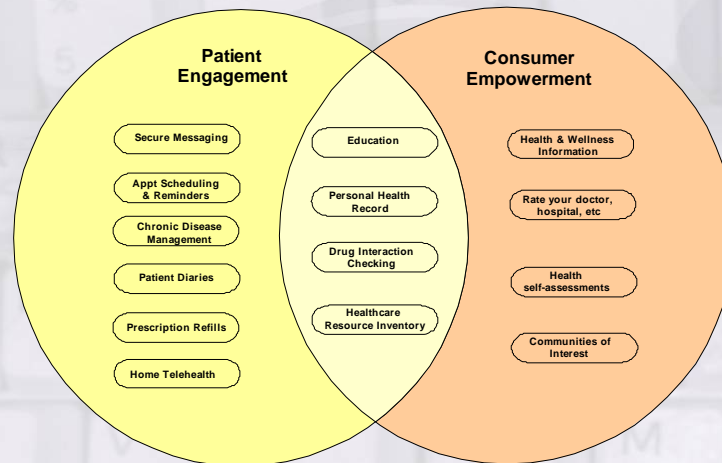 Patient
Engagement
Secure Messaging
Appt Scheduling
& Reminders
Chronic Disease
Management
Patient Diaries
Prescription Refills
Home Telehealth
Education
Personal Health
Record
Drug Interaction
Checking
Healthcare
Resource Inventory
Consumer
Empowerment
Health & Wellness
Information
Rate your doctor,
hospital, etc
Health
self-assessments
Communities of
Interest